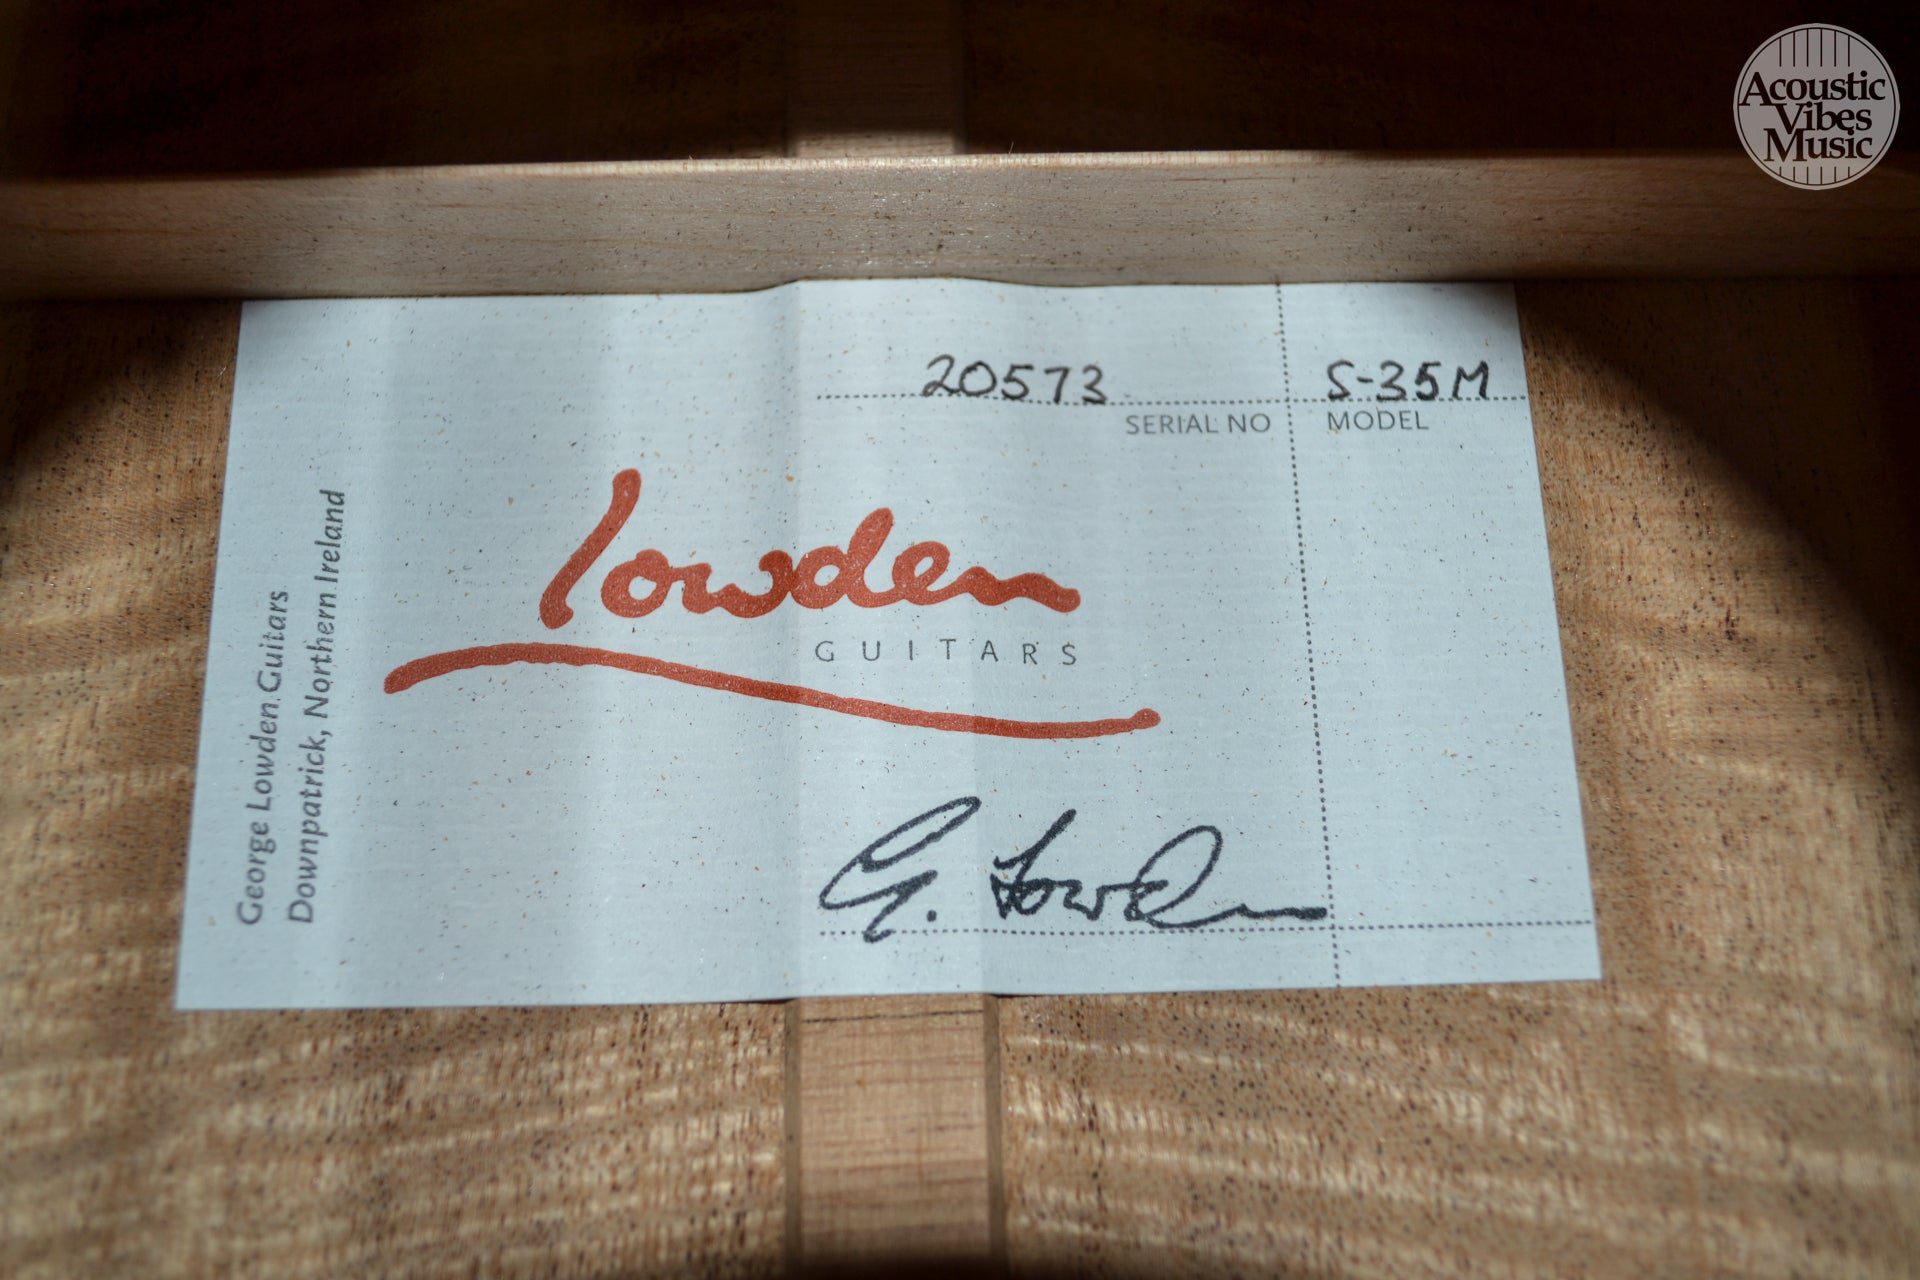 Acoustic
Vibes
Music
20573
SERIAL NO
S-35M
MODEL
lowden
GUITARS
George Lowden Guitars
Downpatrick, Northern Ireland
G. Lowden